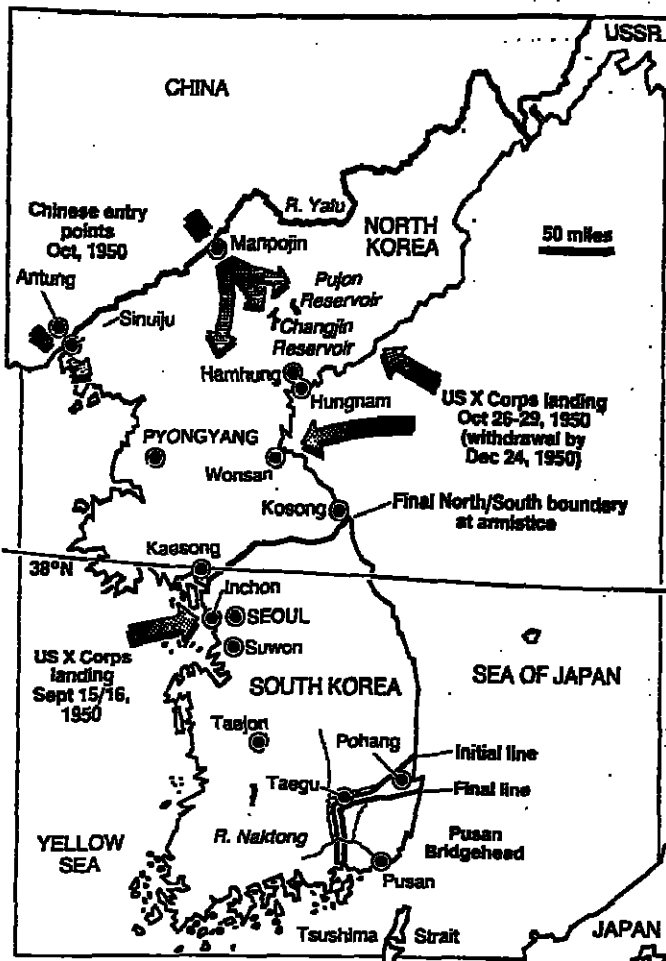 USSR
CHINA
R. Yalu
Chinese entry
points
Oct, 1950
NORTH
KOREA
Manpojin
50 miles
Antung
Pujon
Reservoir
Sinuiju
Changjin
Reservoir
Hamhung
Hungnam
US X Corps landing
Oct 26-29, 1950
(withdrawal by
Dec 24, 1950)
PYONGYANG
Wonsan
Kosong
Final North/South boundary
at armistice
Kaesong
38°N
Inchon
SEOUL
Suwon
US X Corps
landing
Sept 15/16,
1950
SEA OF JAPAN
SOUTH KOREA
Taejon
Pohang
Initial line
Taegu
Final line
R. Naktong
YELLOW
SEA
Pusan
Bridgehead
Pusan
Tsushima
Strait
JAPAN